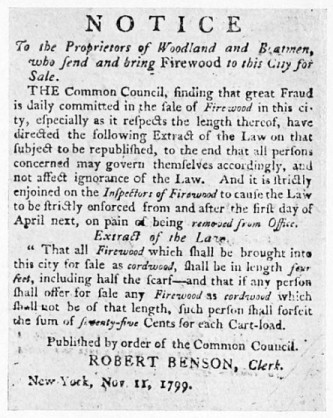 NOTICE
To the Proprietors of Woodland and Boatmen,
who send and bring Firewood to this City for
Sale.
THE Common Council, finding that great Fraud
is daily committed in the sale of Firewood in this ci-
ty, especially as it respects the length thereof, have
directed the following Extract of the Law on that
subject to be republished, to the end that all persons
concerned may govern themselves accordingly, and
not affect ignorance of the Law. And it is strictly
enjoined on the Inspectors of Firewood to cause the Law
to be strictly enforced from and after the first day of
April next, on pain of being removed from Office.
Extract of the Law.
" That all Firewood which shall be brought into
this city for sale as cordwood, shall be in length four
feet, including half the scarf—and that if any person
shall offer for sale any Firewood as cordwood which
shall not be of that length, such person shall forfeit
the sum of seventy-five Cents for each Cart-load.
Published by order of the Common Council.
ROBERT BENSON, Clerk.
New-York, Nov. 11, 1799.